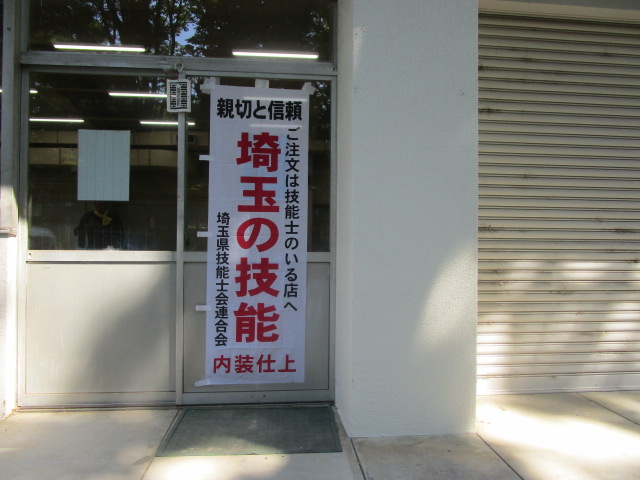 親切と信頼
ご注文は技能士のいる店へ
埼玉の技能
埼玉県技能士会連合会
内装仕上